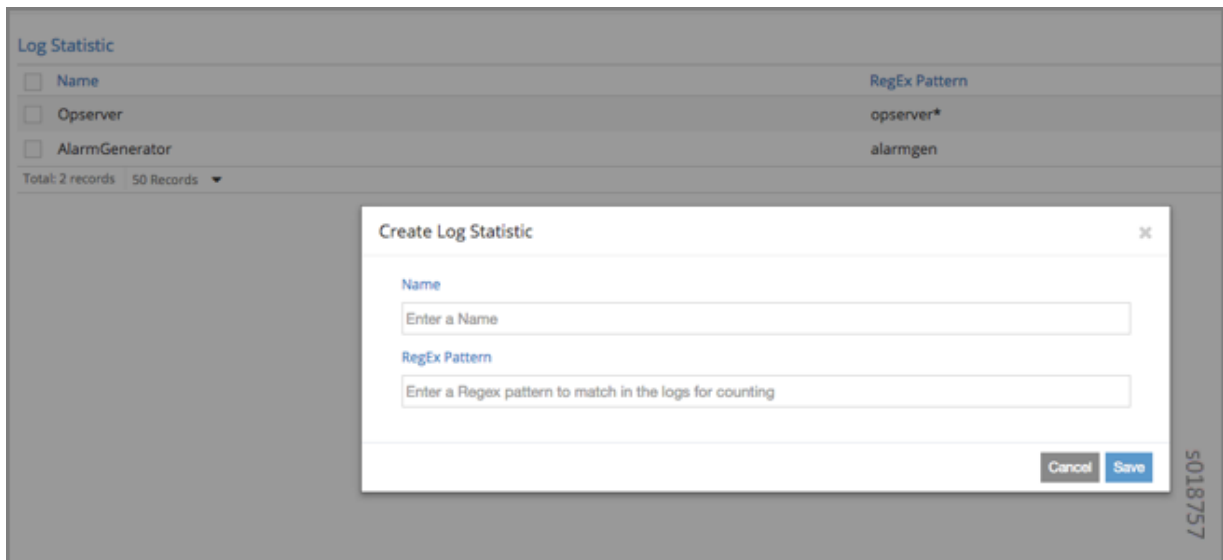 Log Statistic
Name RegEx Pattern
Opserver opserver*
AlarmGenerator alarmgen
Total: 2 records 50 Records
Create Log Statistic
Name
Enter a Name
RegEx Pattern
Enter a Regex pattern to match in the logs for counting
Cancel Save
s018757